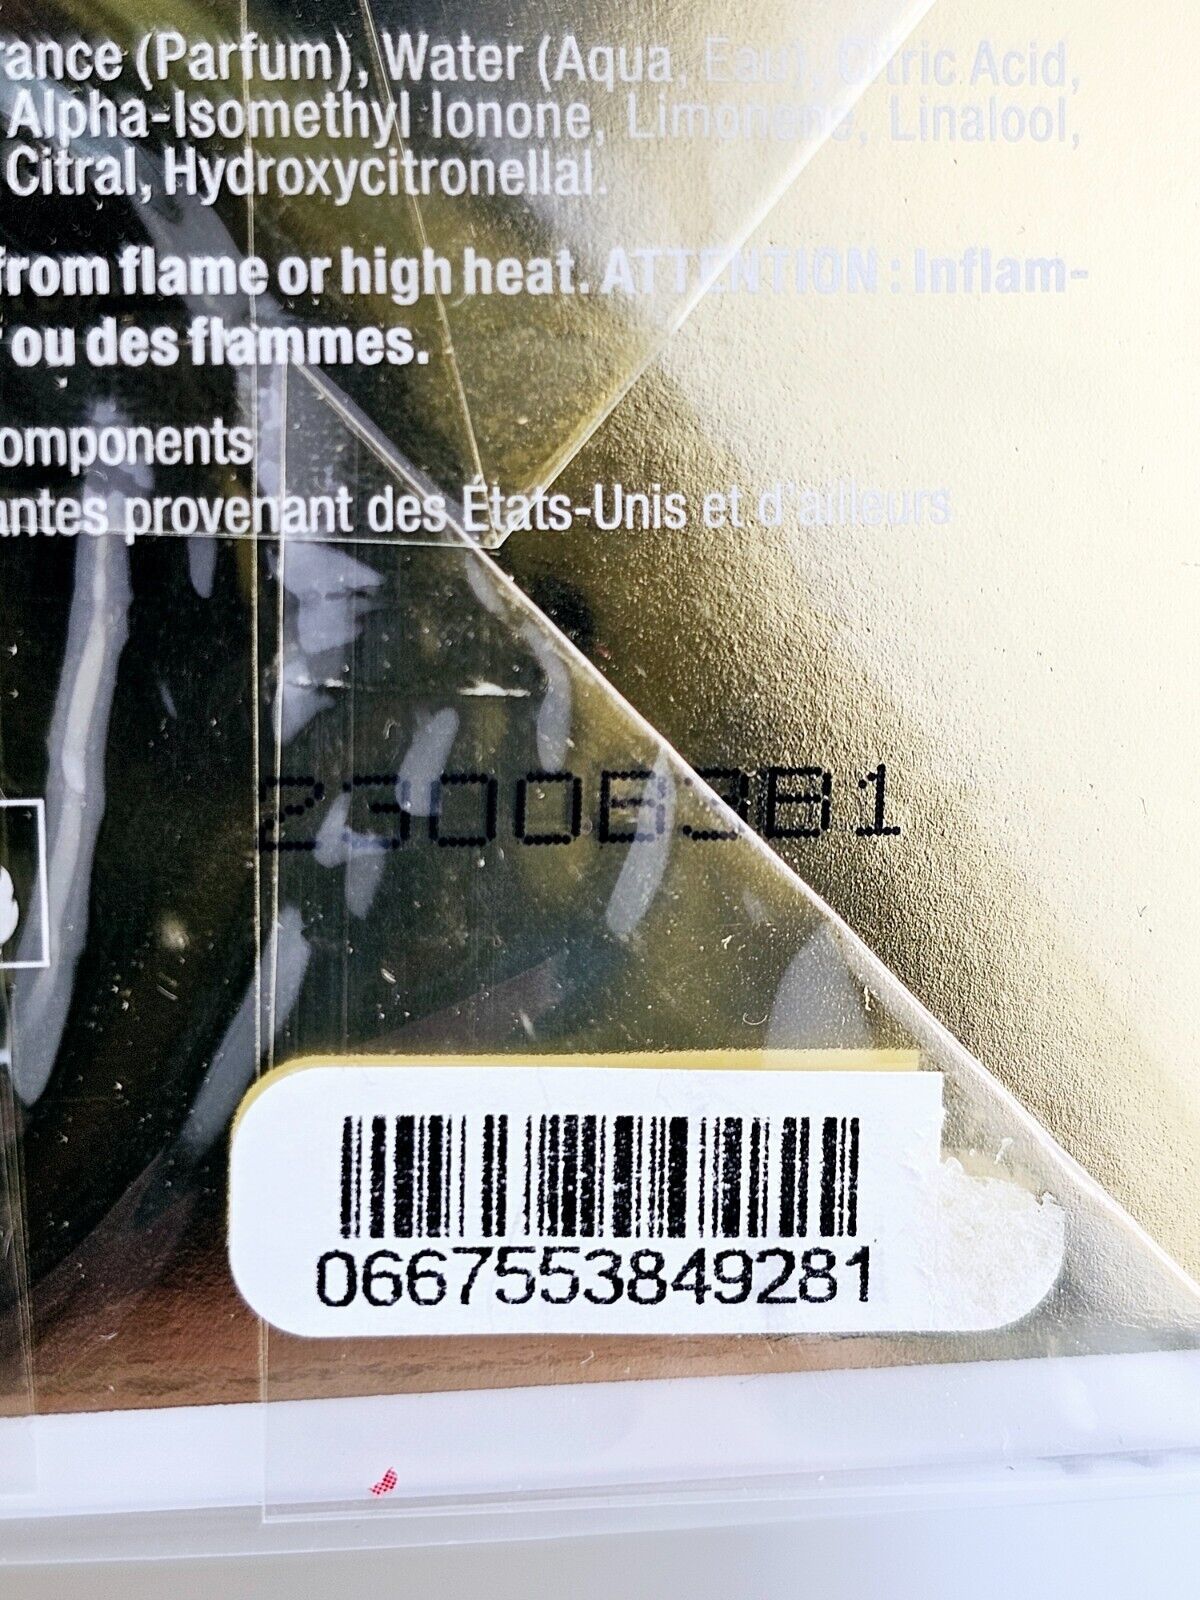 rance (Parfum), Water (Aqua, Eau), Citric Acid,
Alpha-Isomethyl Ionone, Limonene, Linalool,
Citral, Hydroxycitronellal.
from flame or high heat. ATTENTION : Inflam-
ou des flammes.
omponents
antes provenant des États-Unis et d'ailleurs
2300B3B1
0667553849281